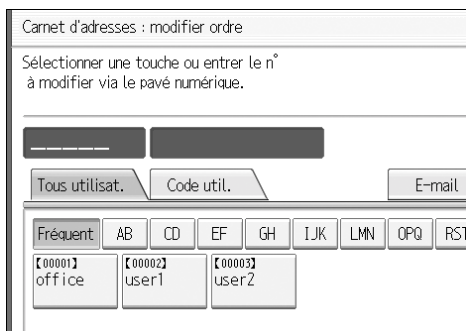 Carnet d'adresses : modifier ordre
Sélectionner une touche ou entrer le n°
à modifier via le pavé numérique.
_____
Tous utilisat. Code util. E-mail
Fréquent AB CD EF GH IJK LMN OPQ RST
【00001】 【00002】 【00003】
office user1 user2